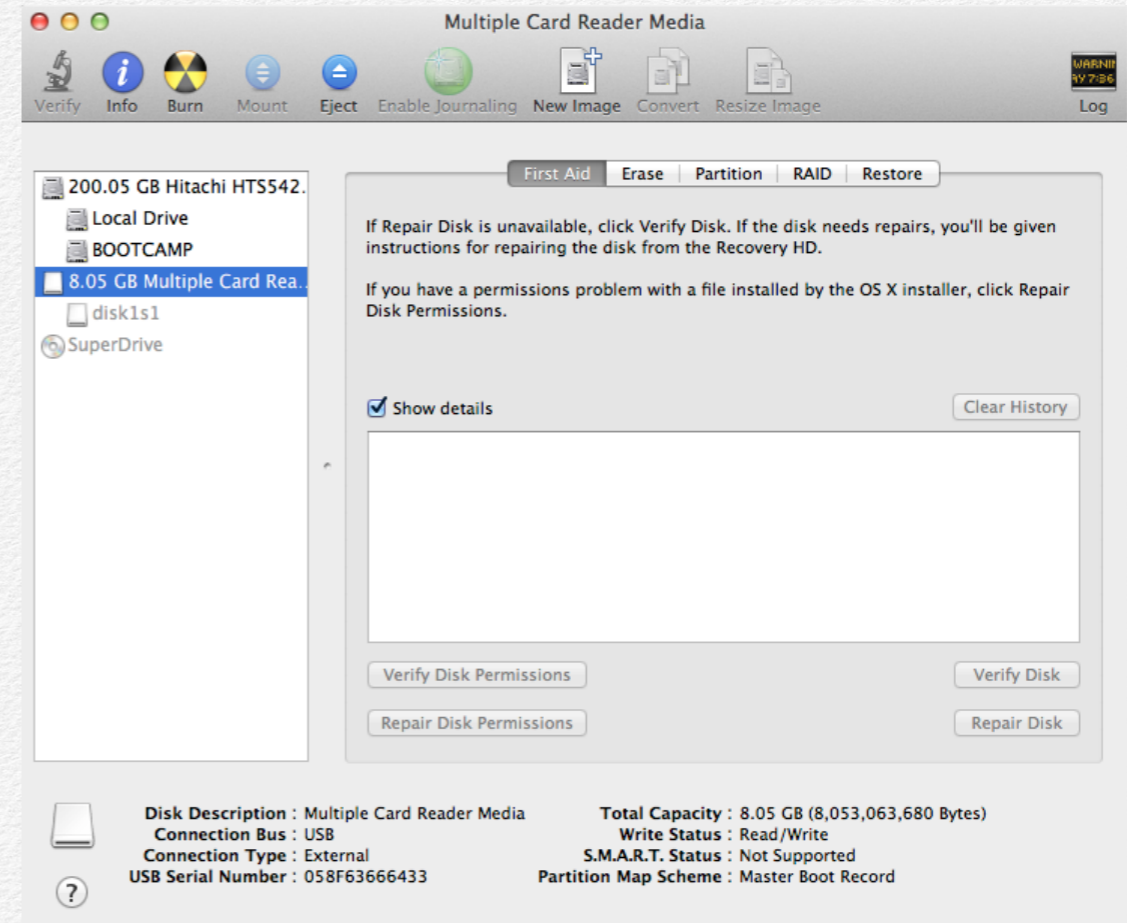 Multiple Card Reader Media
Verify Info Burn Mount Eject Enable Journaling New Image Convert Resize Image Log
WARNIN
AY 7:36
200.05 GB Hitachi HTS542.
Local Drive
BOOTCAMP
8.05 GB Multiple Card Rea..
disk1s1
SuperDrive
First Aid Erase Partition RAID Restore
If Repair Disk is unavailable, click Verify Disk. If the disk needs repairs, you'll be given
instructions for repairing the disk from the Recovery HD.
If you have a permissions problem with a file installed by the OS X installer, click Repair
Disk Permissions.
Show details
Clear History
Verify Disk Permissions Verify Disk
Repair Disk Permissions Repair Disk
Disk Description : Multiple Card Reader Media
Connection Bus : USB
Connection Type : External
USB Serial Number : 058F63666433
Total Capacity : 8.05 GB (8,053,063,680 Bytes)
Write Status : Read/Write
S.M.A.R.T. Status : Not Supported
Partition Map Scheme : Master Boot Record
?